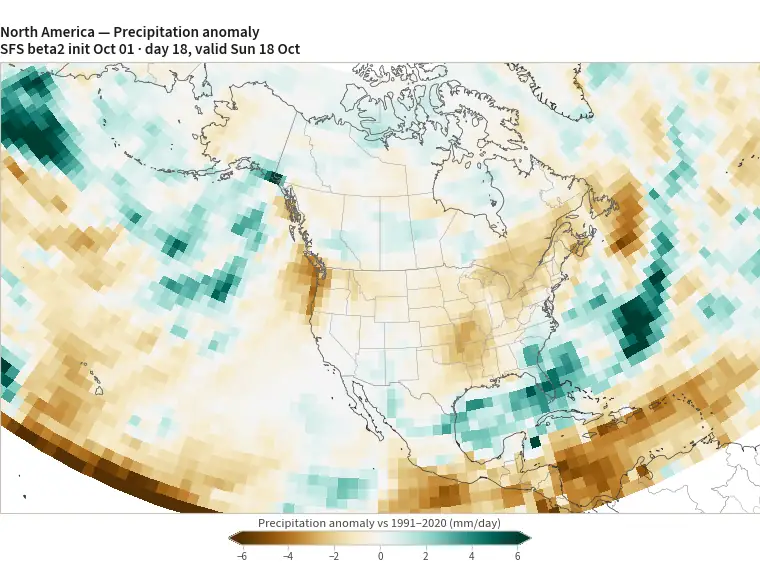 North America — Precipitation anomaly
SFS beta2 init Oct 01 · day 18, valid Sun 18 Oct
Precipitation anomaly vs 1991–2020 (mm/day)
−6 −4 −2 0 2 4 6